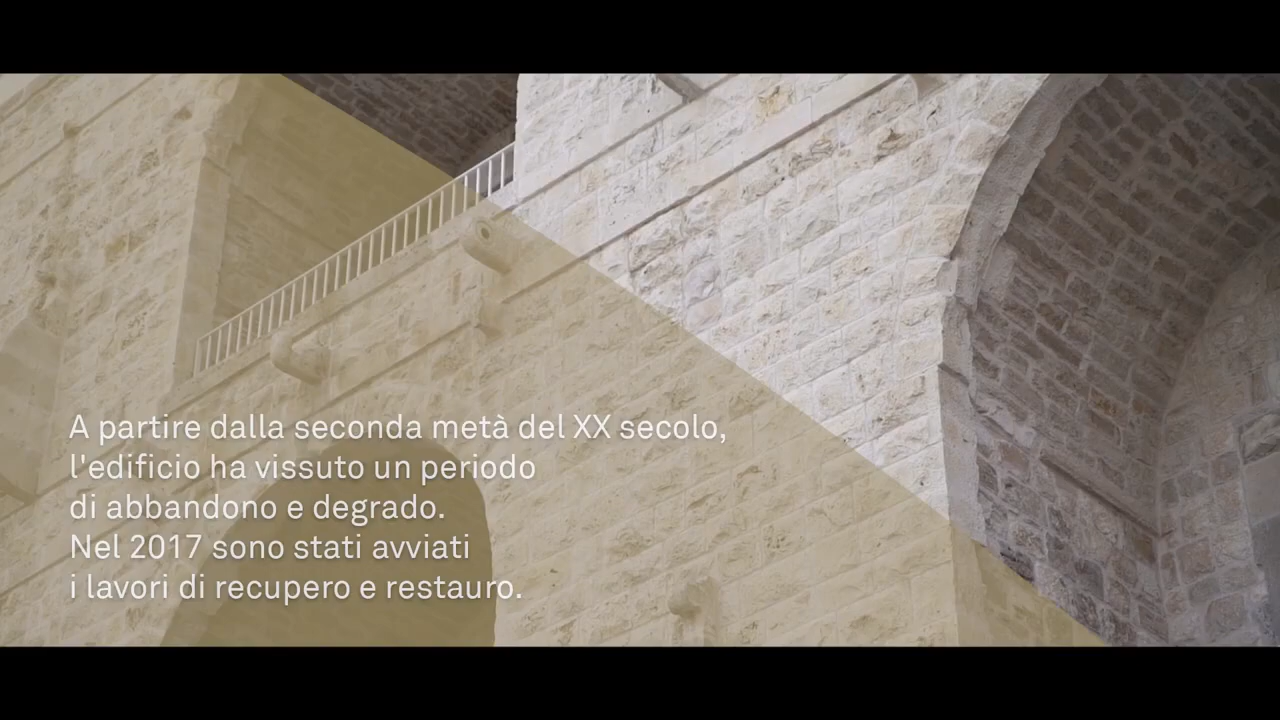 A partire dalla seconda metà del XX secolo,
l'edificio ha vissuto un periodo
di abbandono e degrado.
Nel 2017 sono stati avviati
i lavori di recupero e restauro.